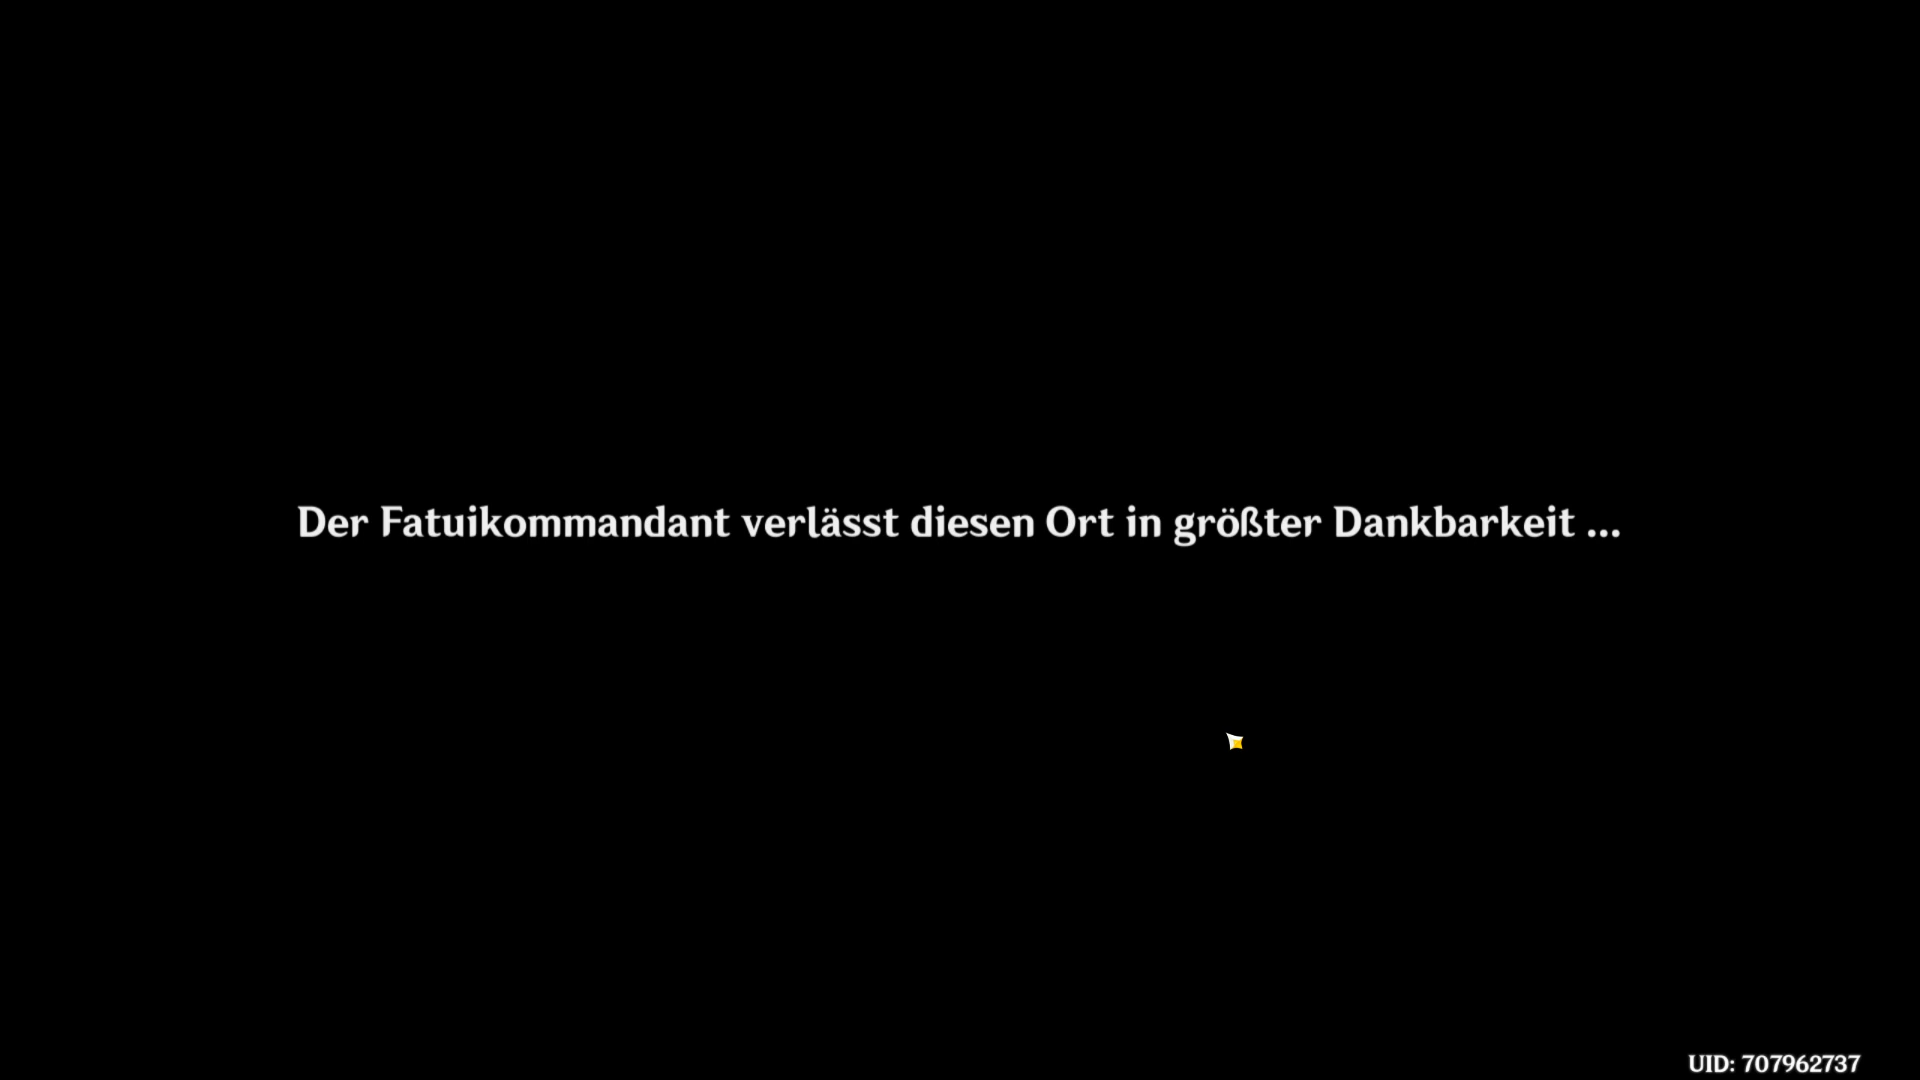 Der Fatuikommandant verlässt diesen Ort in größter Dankbarkeit ...
UID: 707962737